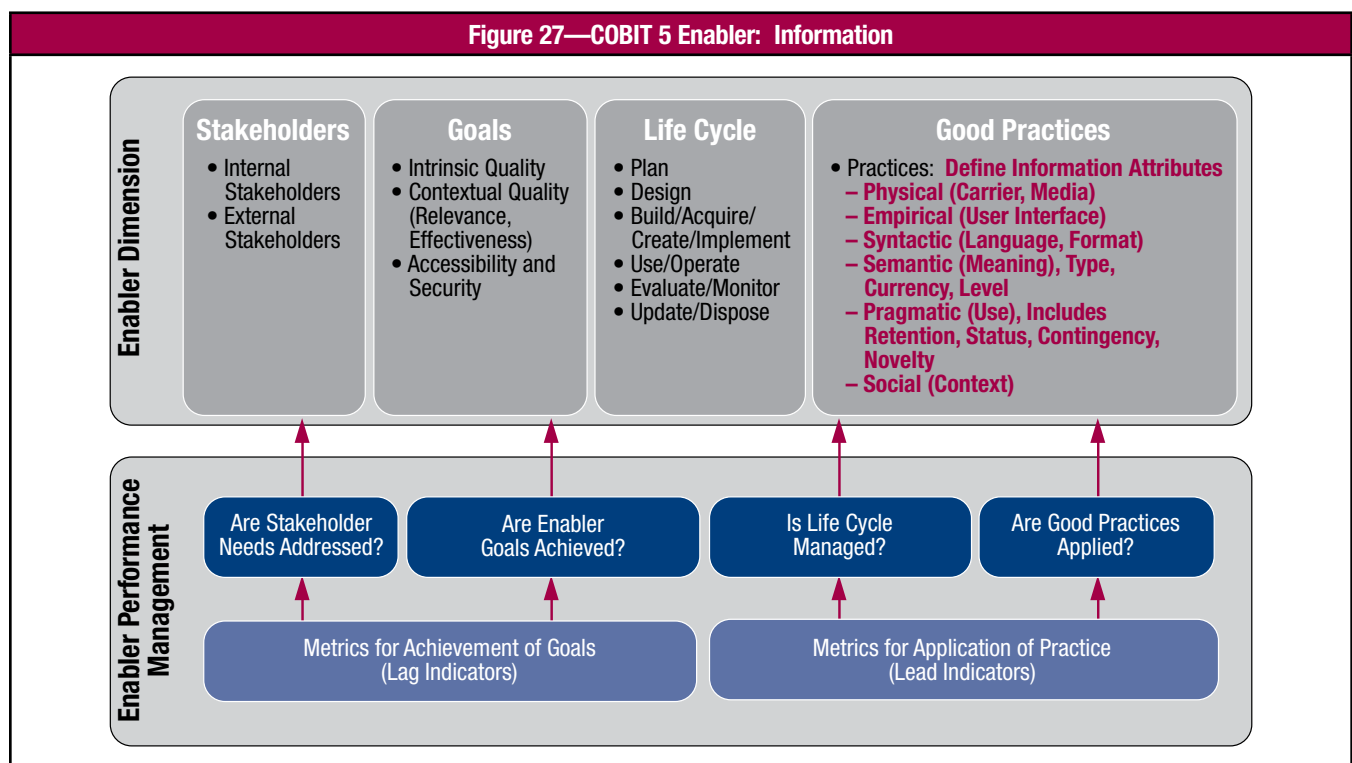 Figure 27—COBIT 5 Enabler: Information
Enabler Dimension
Stakeholders
• Internal
Stakeholders
• External
Stakeholders
Goals
• Intrinsic Quality
• Contextual Quality
(Relevance,
Effectiveness)
• Accessibility and
Security
Life Cycle
• Plan
• Design
• Build/Acquire/
Create/Implement
• Use/Operate
• Evaluate/Monitor
• Update/Dispose
Good Practices
• Practices: Define Information Attributes
– Physical (Carrier, Media)
– Empirical (User Interface)
– Syntactic (Language, Format)
– Semantic (Meaning), Type,
Currency, Level
– Pragmatic (Use), Includes
Retention, Status, Contingency,
Novelty
– Social (Context)
Enabler Performance
Management
Are Stakeholder
Needs Addressed?
Are Enabler
Goals Achieved?
Is Life Cycle
Managed?
Are Good Practices
Applied?
Metrics for Achievement of Goals
(Lag Indicators)
Metrics for Application of Practice
(Lead Indicators)